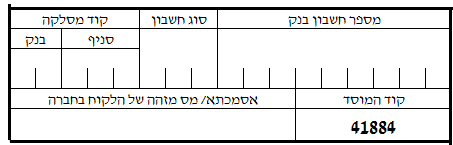 מספר חשבון בנק סוג חשבון קוד מסלקה
סניף בנק
קוד המוסד אסמכתא/ מס מזהה של הלקוח בחברה
41884